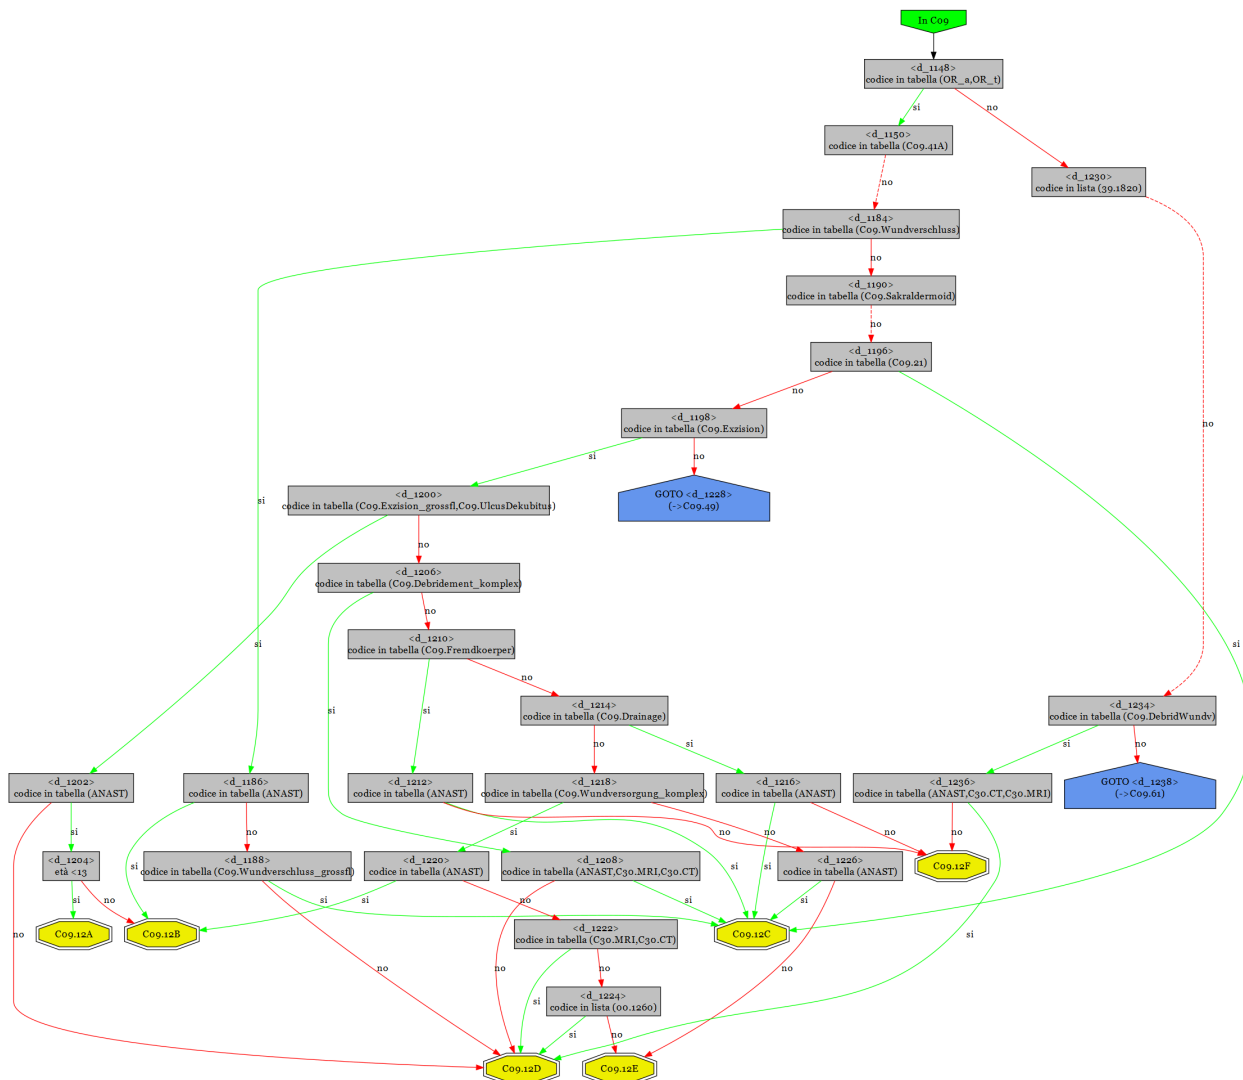 In C09
<d_1148>
codice in tabella (OR_a,OR_t)
si
no
<d_1150>
codice in tabella (C09.41A)
<d_1230>
codice in lista (39.1820)
no
<d_1184>
codice in tabella (C09.Wundverschluss)
no
no
<d_1190>
codice in tabella (C09.Sakraldermoid)
no
<d_1196>
codice in tabella (C09.21)
no
<d_1198>
codice in tabella (C09.Exzision)
si
no
<d_1200>
codice in tabella (C09.Exzision_grossfl,C09.UlcusDekubitus)
GOTO <d_1228>
(->C09.49)
si
no
<d_1206>
codice in tabella (C09.Debridement_komplex)
no
<d_1210>
codice in tabella (C09.Fremdkoerper)
si
si
no
<d_1214>
codice in tabella (C09.Drainage)
<d_1234>
codice in tabella (C09.DebridWundv)
si
si
no
si
si
no
<d_1202>
codice in tabella (ANAST)
<d_1186>
codice in tabella (ANAST)
<d_1212>
codice in tabella (ANAST)
<d_1218>
codice in tabella (C09.Wundversorgung_komplex)
<d_1216>
codice in tabella (ANAST)
<d_1236>
codice in tabella (ANAST,C30.CT,C30.MRI)
GOTO <d_1238>
(->C09.61)
si
no
si
no
no
no
no
<d_1204>
età <13
<d_1188>
codice in tabella (C09.Wundverschluss_grossfl)
<d_1220>
codice in tabella (ANAST)
<d_1208>
codice in tabella (ANAST,C30.MRI,C30.CT)
<d_1226>
codice in tabella (ANAST)
C09.12F
si
no
si
si
si
no
si
si
si
si
C09.12A
C09.12B
C09.12C
no
<d_1222>
codice in tabella (C30.MRI,C30.CT)
si
no
no
no
no
<d_1224>
codice in lista (00.1260)
si
si
no
C09.12D
C09.12E